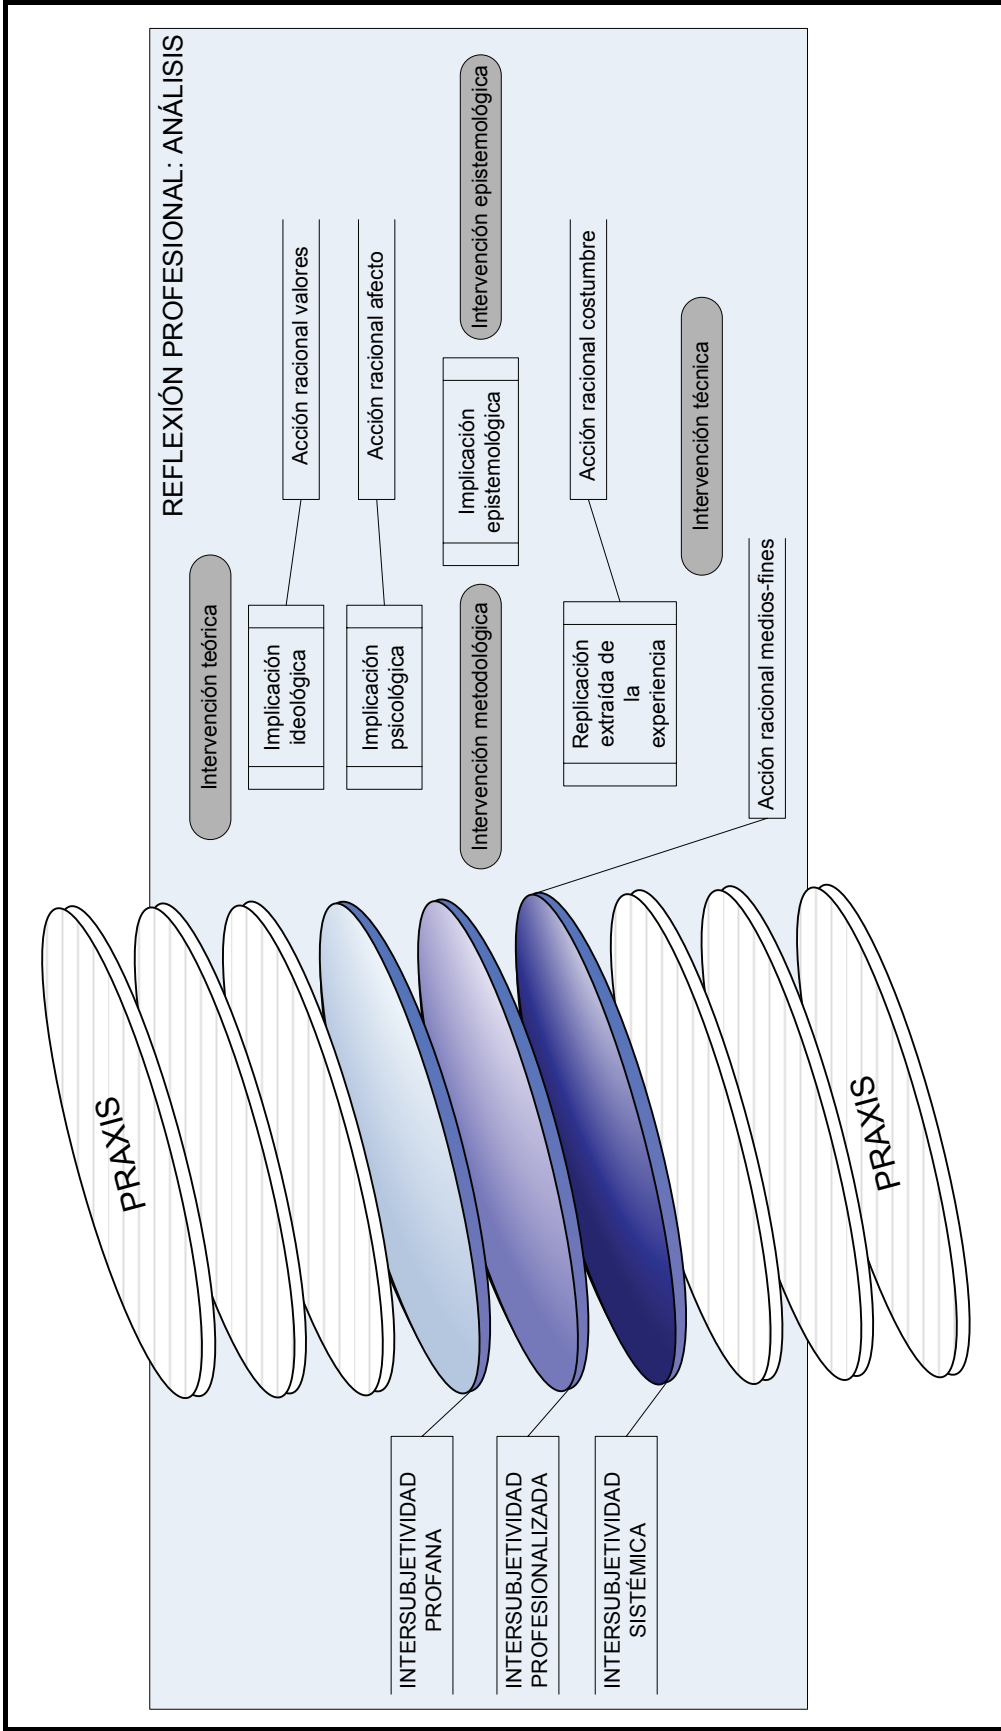 REFLEXIÓN PROFESIONAL: ANÁLISIS
PRAXIS
INTERSUBJETIVIDAD
PROFANA
INTERSUBJETIVIDAD
PROFESIONALIZADA
INTERSUBJETIVIDAD
SISTÉMICA
PRAXIS
Intervención teórica
Implicación
ideológica
Acción racional valores
Implicación
psicológica
Acción racional afecto
Intervención metodológica
Implicación
epistemológica
Intervención epistemológica
Replicación
extraída de
la
experiencia
Acción racional costumbre
Intervención técnica
Acción racional medios-fines